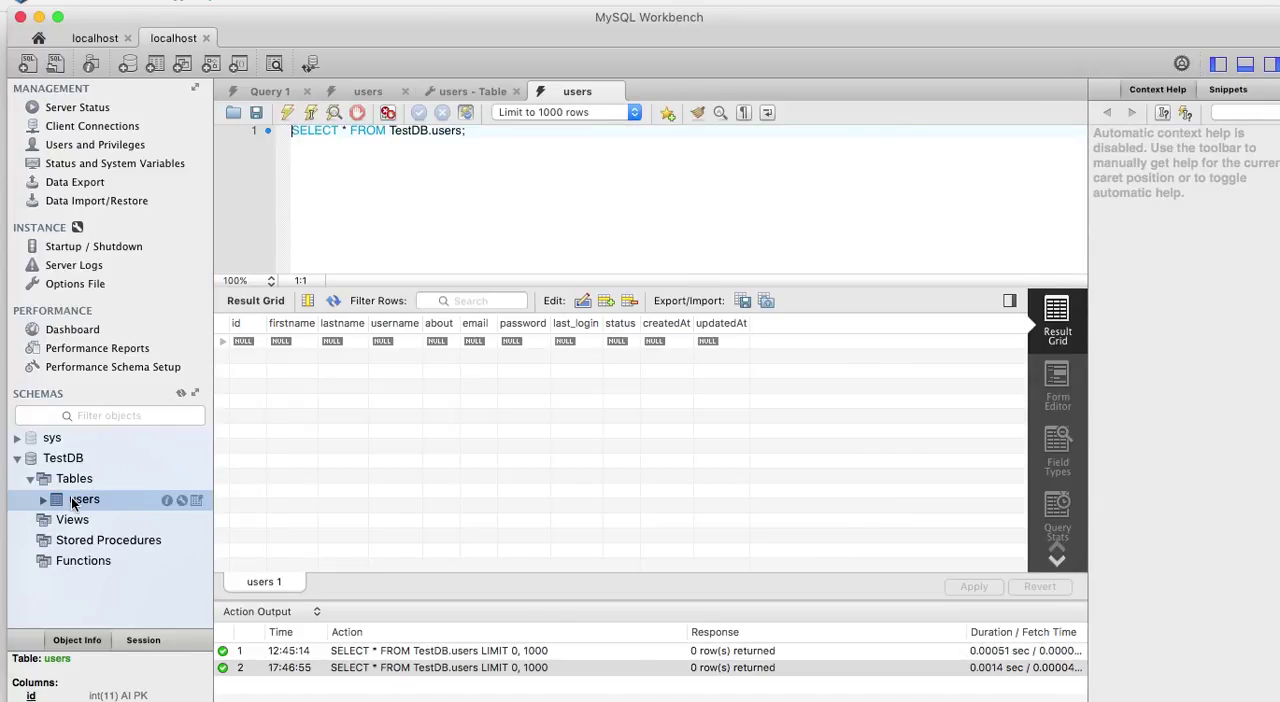 MySQL Workbench
localhost
localhost
MANAGEMENT
Server Status
Client Connections
Users and Privileges
Status and System Variables
Data Export
Data Import/Restore
INSTANCE
Startup / Shutdown
Server Logs
Options File
PERFORMANCE
Dashboard
Performance Reports
Performance Schema Setup
SCHEMAS
Filter objects
sys
TestDB
Tables
users
Views
Stored Procedures
Functions
Object Info Session
Table: users
Columns:
id int(11) AI PK
Query 1 users users - Table users
Limit to 1000 rows
1 SELECT * FROM TestDB.users;
100% 1:1
Result Grid Filter Rows: Search Edit: Export/Import:
id firstname lastname username about email password last_login status createdAt updatedAt
NULL NULL NULL NULL NULL NULL NULL NULL NULL NULL NULL
Result
Grid
Form
Editor
Field
Types
Query
Stats
users 1
Apply Revert
Action Output
Time Action Response Duration / Fetch Time
1 12:45:14 SELECT * FROM TestDB.users LIMIT 0, 1000 0 row(s) returned 0.00051 sec / 0.0000...
2 17:46:55 SELECT * FROM TestDB.users LIMIT 0, 1000 0 row(s) returned 0.0014 sec / 0.00004...
Context Help Snippets
Automatic context help is
disabled. Use the toolbar to
manually get help for the curren
caret position or to toggle
automatic help.